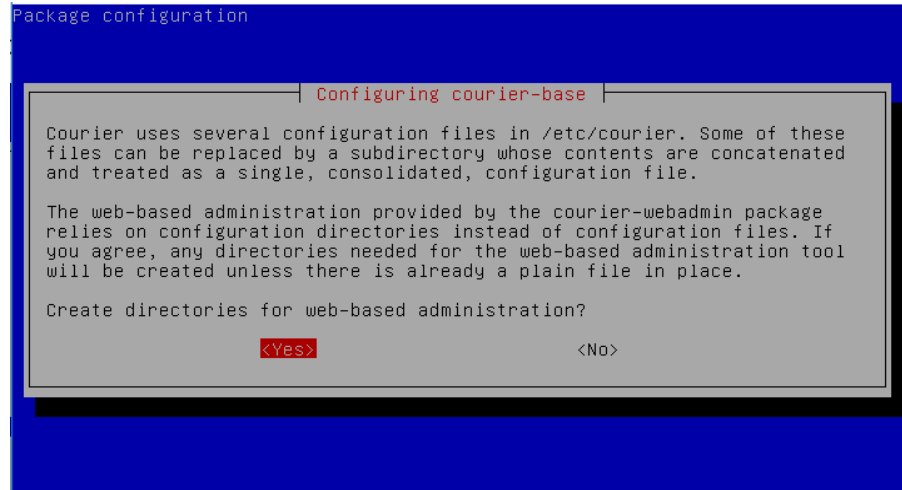 Package configuration
Configuring courier-base
Courier uses several configuration files in /etc/courier. Some of these
files can be replaced by a subdirectory whose contents are concatenated
and treated as a single, consolidated, configuration file.
The web-based administration provided by the courier-webadmin package
relies on configuration directories instead of configuration files. If
you agree, any directories needed for the web-based administration tool
will be created unless there is already a plain file in place.
Create directories for web-based administration?
<Yes> <No>